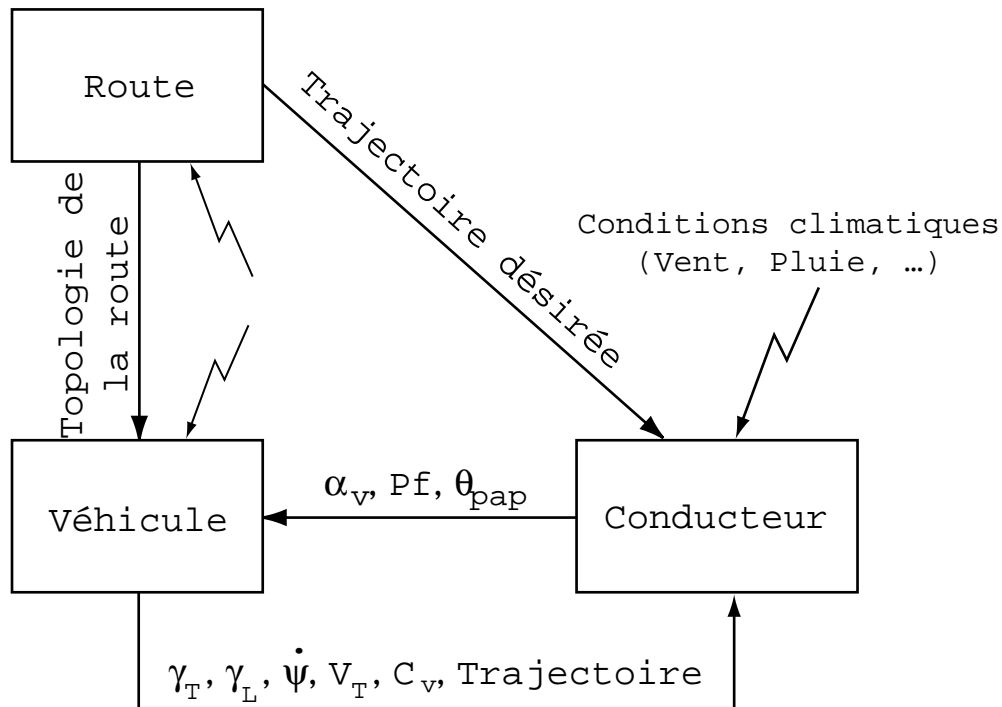 Route
Trajectoire désirée
Topologie de
la route
Conditions climatiques
(Vent, Pluie, …)
α_v, Pf, θ_pap
Véhicule
Conducteur
γ_T, γ_L, ψ̇, V_T, C_v, Trajectoire